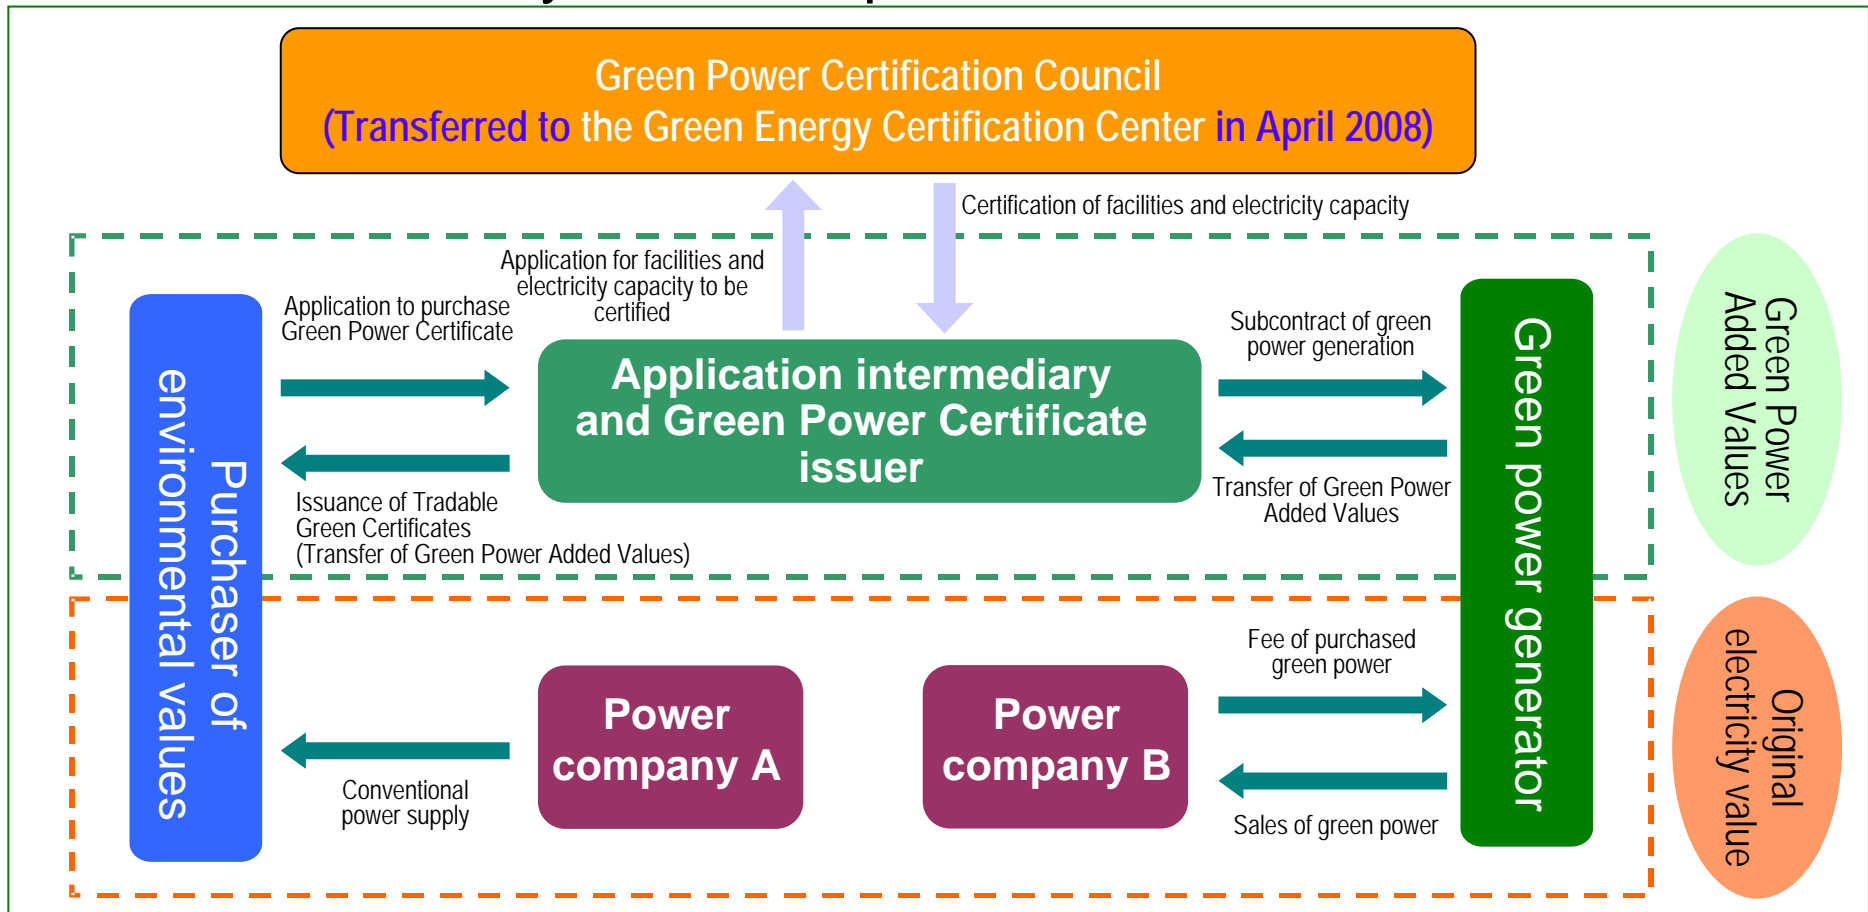 Green Power Certification Council
(Transferred to the Green Energy Certification Center in April 2008)
Certification of facilities and electricity capacity
Application for facilities and
electricity capacity to be
certified
Application to purchase
Green Power Certificate
Subcontract of green
power generation
Application intermediary
and Green Power Certificate
issuer
Issuance of Tradable
Green Certificates
(Transfer of Green Power Added Values)
Transfer of Green Power
Added Values
Purchaser of
environmental values
Green power generator
Green Power
Added Values
Fee of purchased
green power
Power
company A
Power
company B
Conventional
power supply
Sales of green power
Original
electricity value